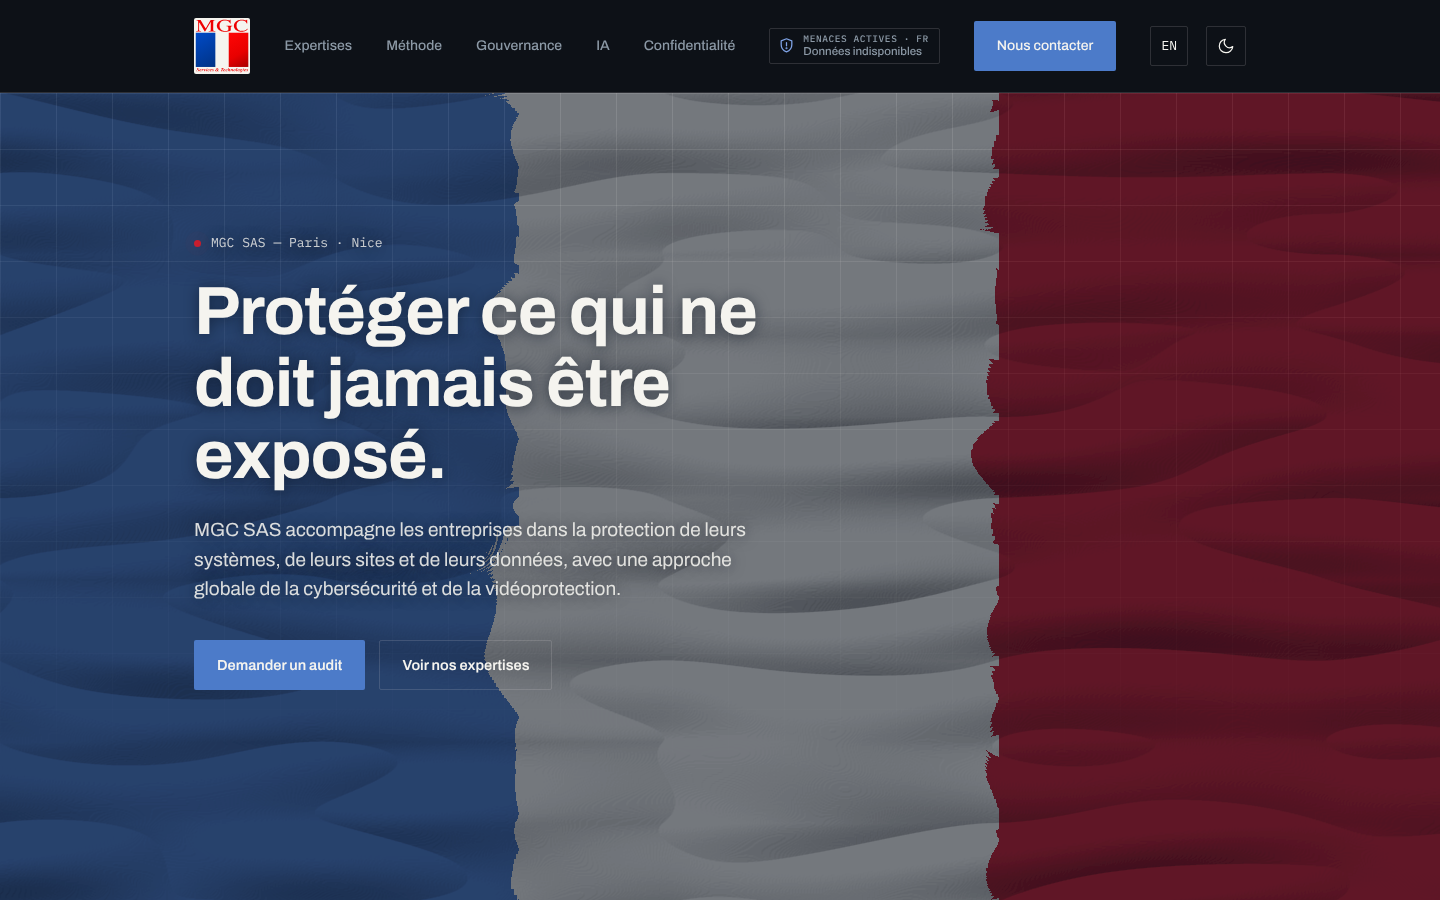 MGC
Services & Technologies
Expertises
Méthode
Gouvernance
IA
Confidentialité
MENACES ACTIVES · FR
Données indisponibles
Nous contacter
EN
MGC SAS — Paris · Nice
Protéger ce qui ne
doit jamais être
exposé.
MGC SAS accompagne les entreprises dans la protection de leurs
systèmes, de leurs sites et de leurs données, avec une approche
globale de la cybersécurité et de la vidéoprotection.
Demander un audit
Voir nos expertises